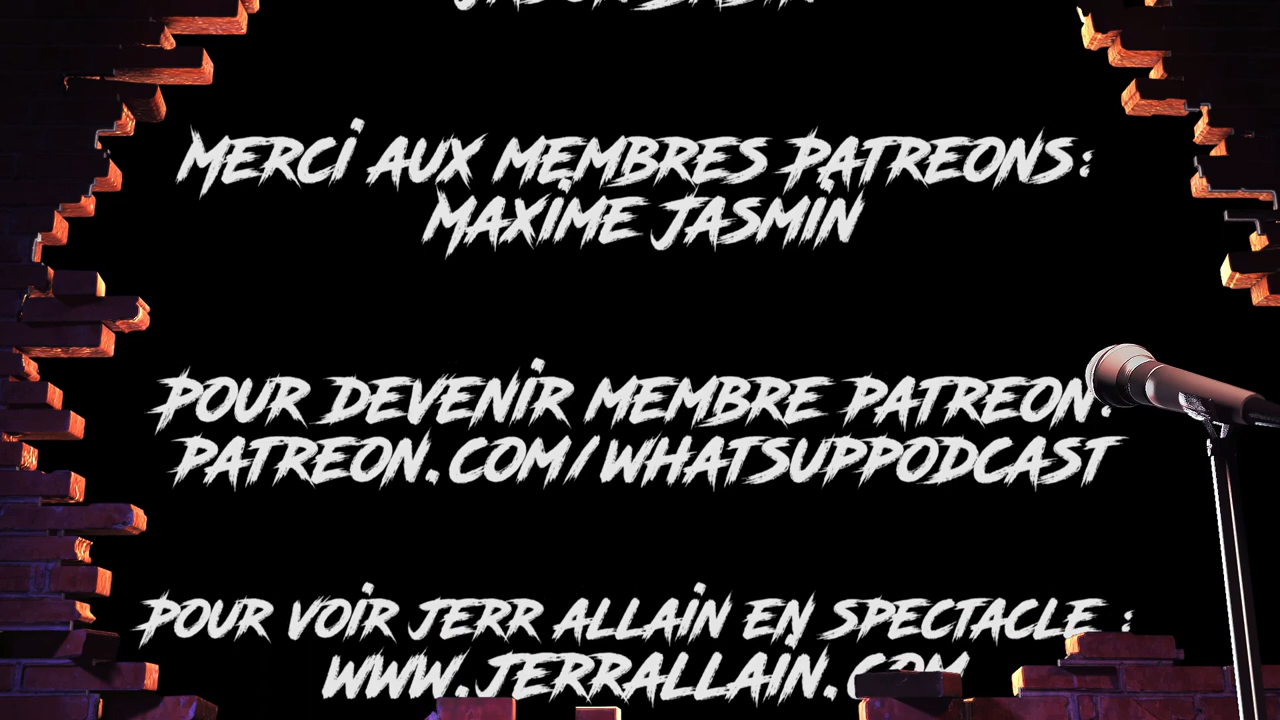 MERCI AUX MEMBRES PATREONS:
MAXIME JASMIN
POUR DEVENIR MEMBRE PATREON:
PATREON.COM/WHATSUPPODCAST
POUR VOIR JERR ALLAIN EN SPECTACLE :
WWW.JERRALLAIN.COM